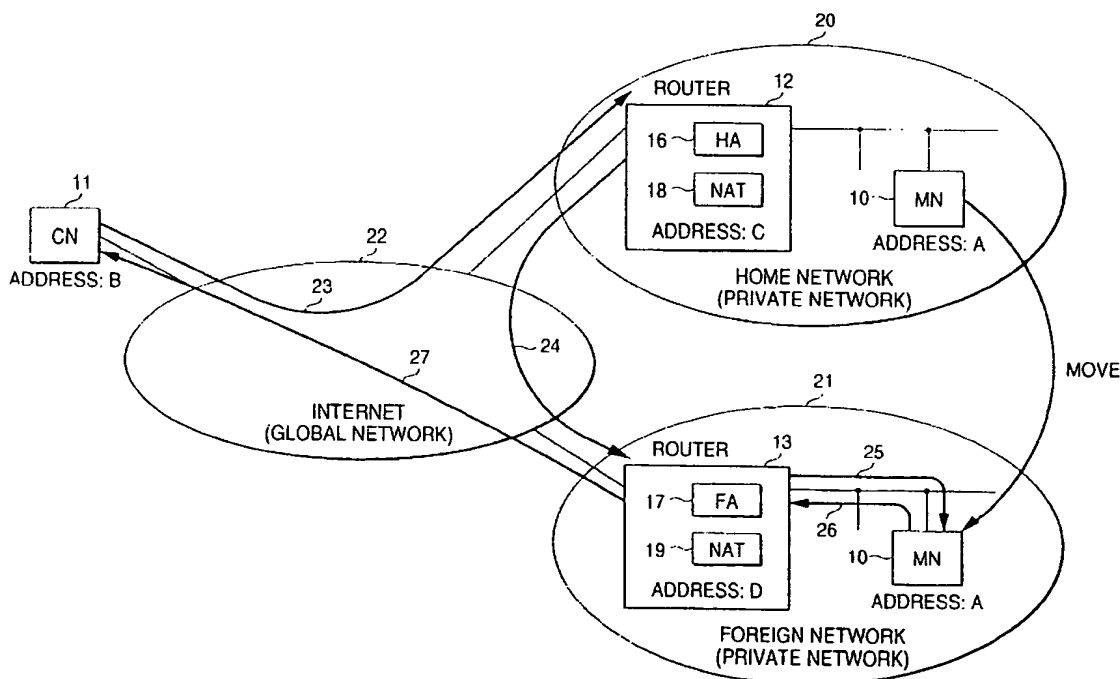 20
ROUTER
12
16
HA
18
NAT
ADDRESS: C
10
MN
ADDRESS: A
HOME NETWORK
(PRIVATE NETWORK)
11
CN
ADDRESS: B
22
23
24
27
INTERNET
(GLOBAL NETWORK)
MOVE
21
ROUTER
13
25
17
FA
26
19
NAT
10
MN
ADDRESS: D
ADDRESS: A
FOREIGN NETWORK
(PRIVATE NETWORK)